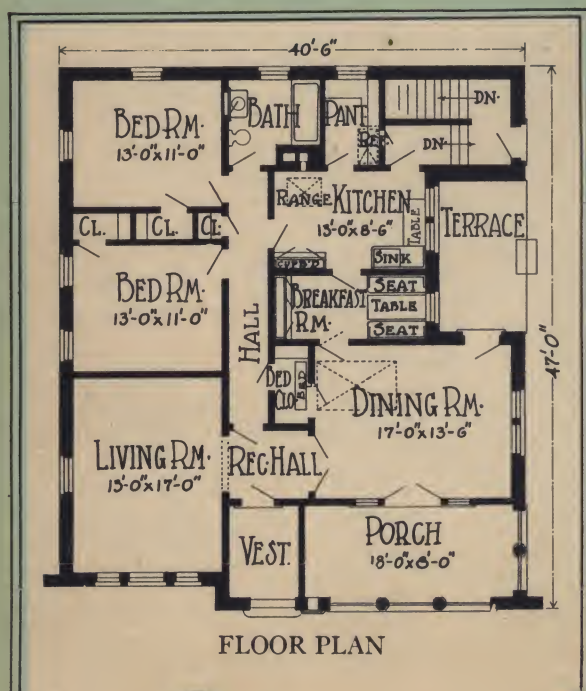 40'-6"
BED RM.
13'-0"x11'-0"
BATH
PANT.
REF.
DN.
DN.
RANGE
KITCHEN
13'-0"x8'-6"
TABLE
SINK
TERRACE
CL.
CL.
CL.
CUPB'D
BED RM.
13'-0"x11'-0"
BREAKFAST
RM.
SEAT
TABLE
SEAT
HALL
47'-0"
BED
CLO.
BED
DINING RM.
17'-0"x13'-6"
LIVING RM.
13'-0"x17'-0"
REC. HALL
VEST.
PORCH
18'-0"x8'-0"
FLOOR PLAN